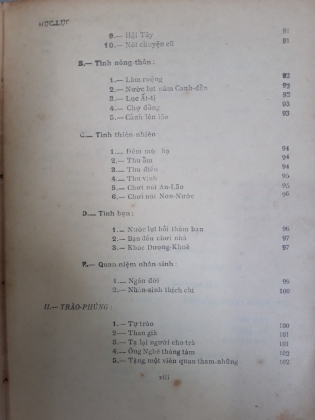 MỤC-LỤC
9.— Hội Tây 91
10.— Nói chuyện cũ 91
B.— Tình nông-thôn :
1.— Làm ruộng 92
2.— Nước lụt năm Canh-dần 92
3.— Lục Ất-tị 92
4.— Chợ đồng 93
5.— Cảnh lên lão 93
C.— Tình thiên-nhiên
1.— Đêm mùa hạ 94
2.— Thu ẩm 94
3.— Thu điếu 94
4.— Thu vịnh 95
5.— Chơi núi An-Lão 95
6.— Chơi núi Non-Nước 96
D.— Tình bạn :
1.— Nước lụt hỏi thăm bạn 96
2.— Bạn đến chơi nhà 97
3.— Khóc Dương-Khuê 97
E.— Quan-niệm nhân-sinh :
1.— Ngán đời 99
2.— Nhân-sinh thích chí 100
II.— TRÀO-PHÚNG :
1.— Tự trào 100
2.— Than già 101
3.— Tạ lại người cho trà 101
4.— Ông Nghè tháng tám 102
5.— Tặng một viên quan tham-nhũng 102
xiii